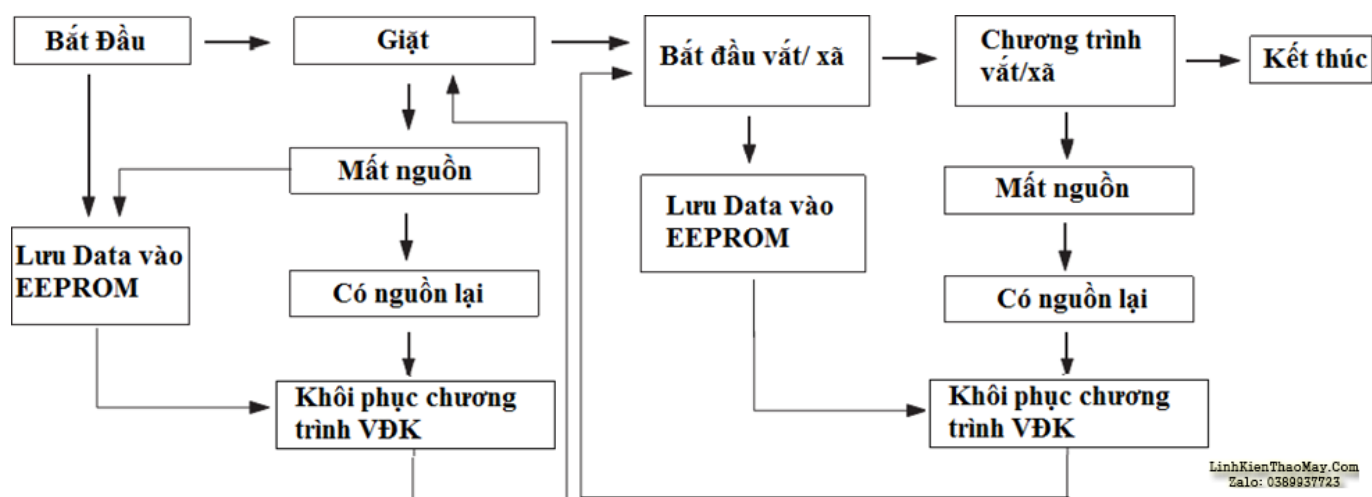 Bắt Đầu
Giặt
Bắt đầu vắt/ xã
Chương trình
vắt/xã
Kết thúc
Mất nguồn
Mất nguồn
Lưu Data vào
EEPROM
Lưu Data vào
EEPROM
Có nguồn lại
Có nguồn lại
Khôi phục chương
trình VĐK
Khôi phục chương
trình VĐK
LinhKienThaoMay.Com
Zalo: 0389937723